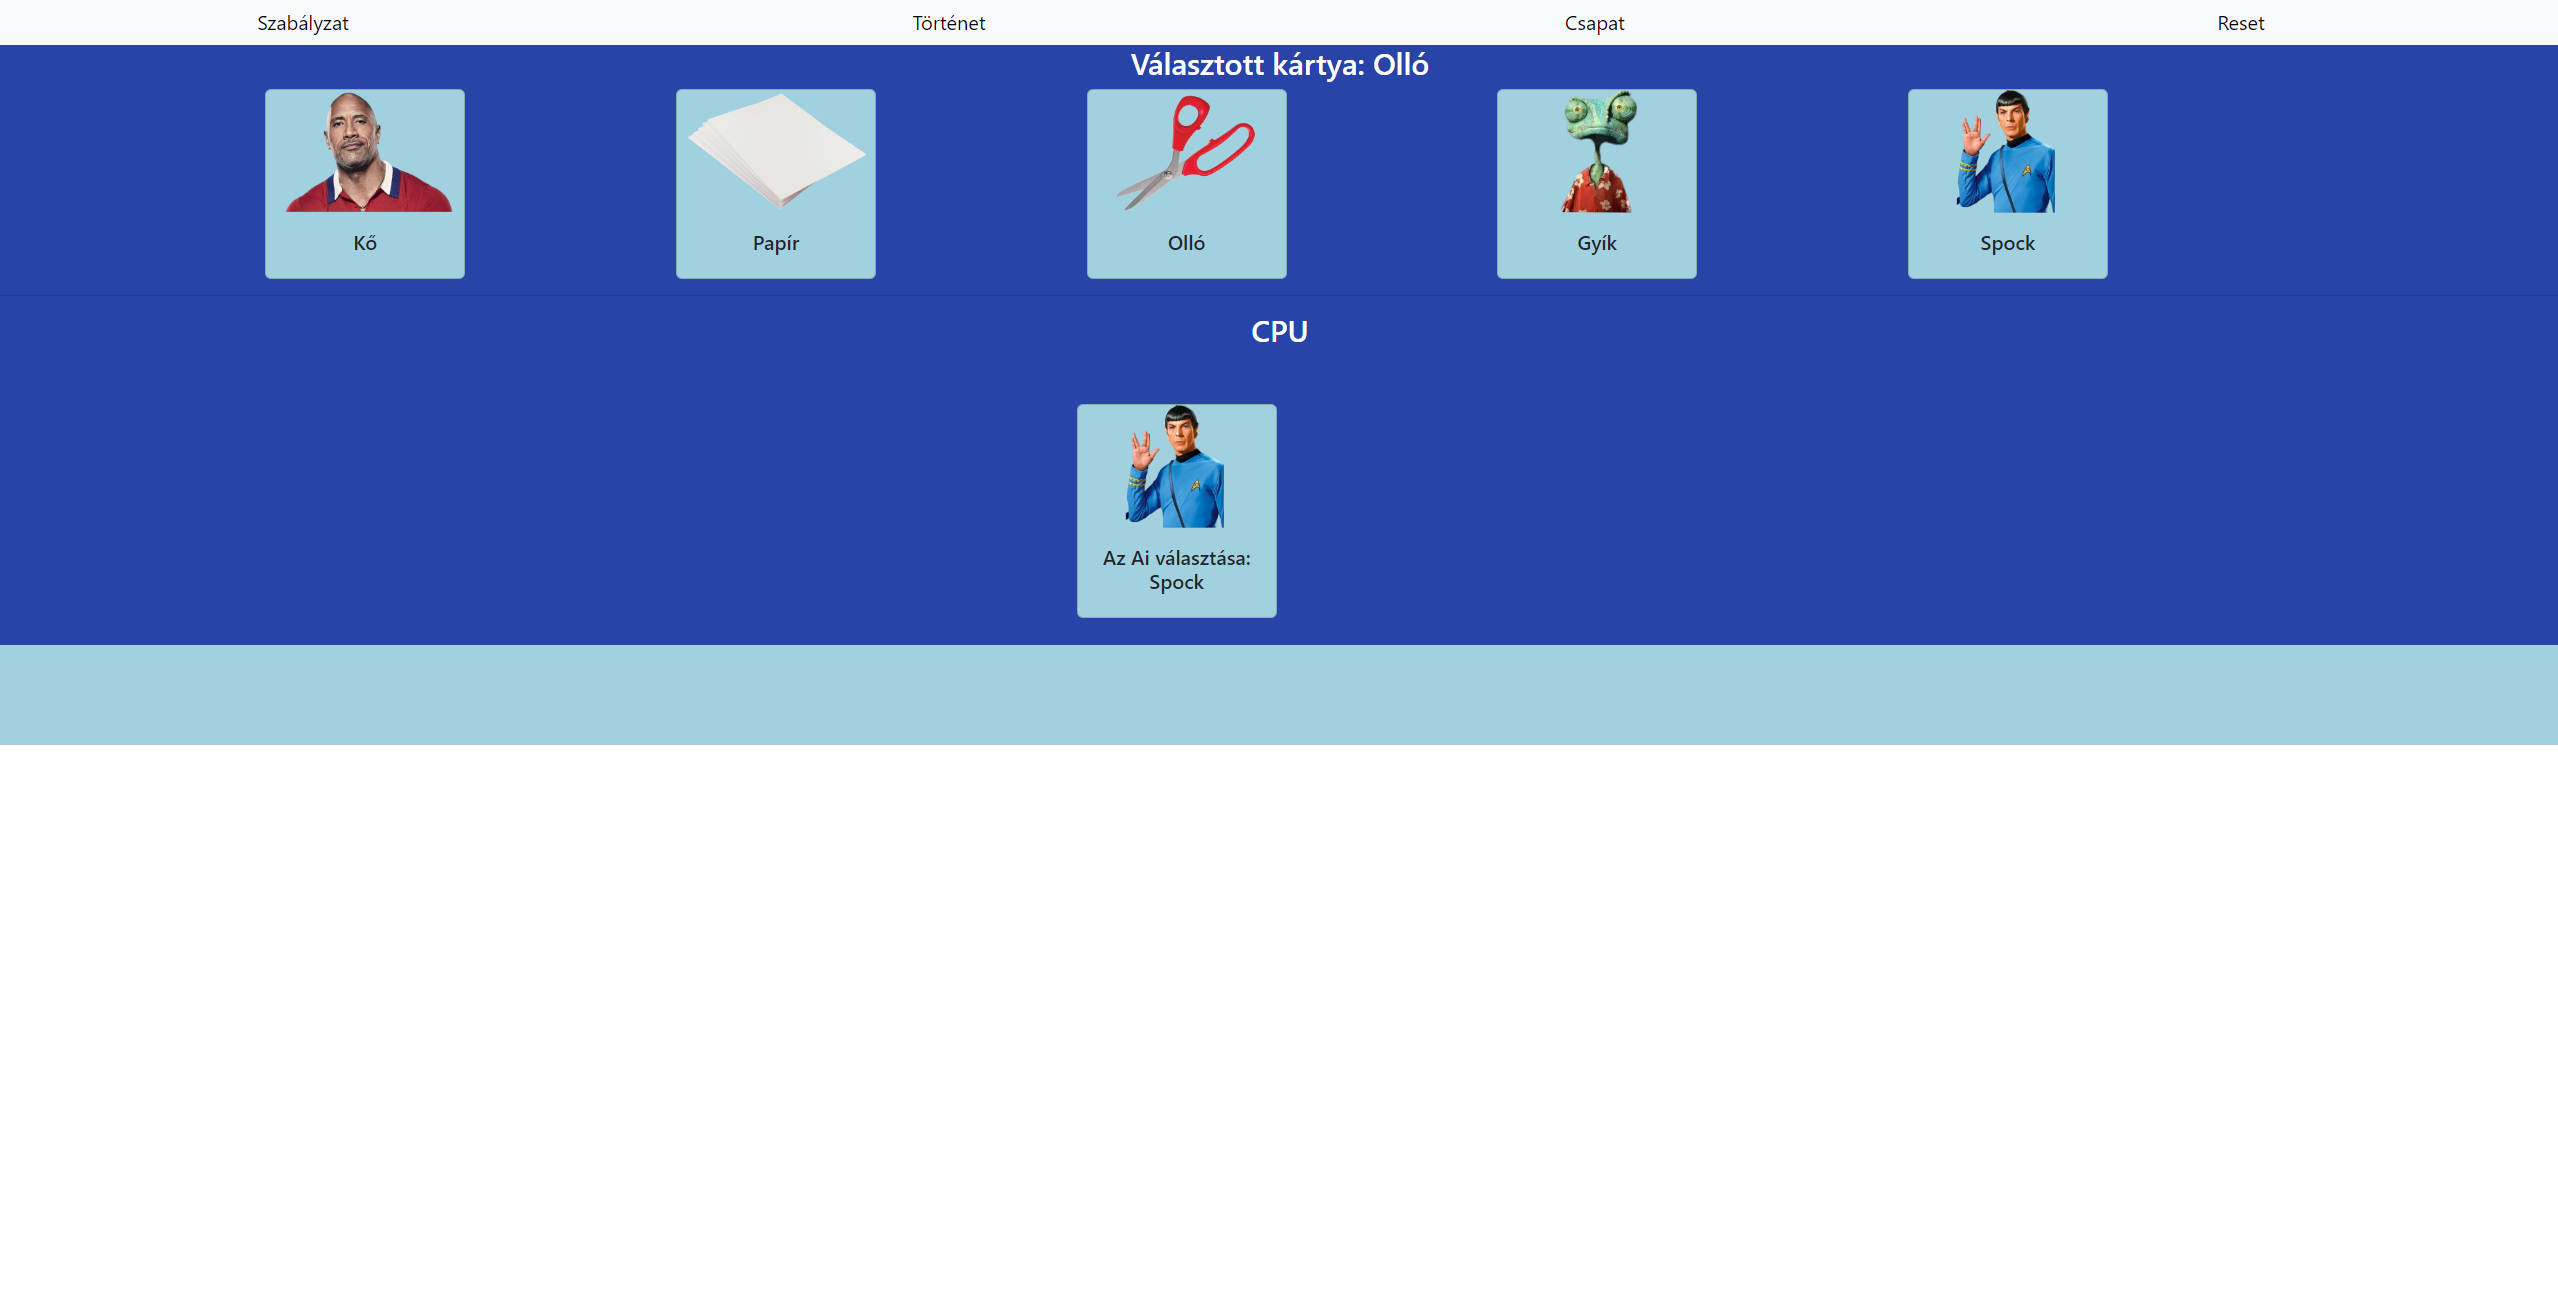 Szabályzat
Történet
Csapat
Reset
Választott kártya: Olló
Kő
Papír
Olló
Gyík
Spock
CPU
Az Ai választása:
Spock